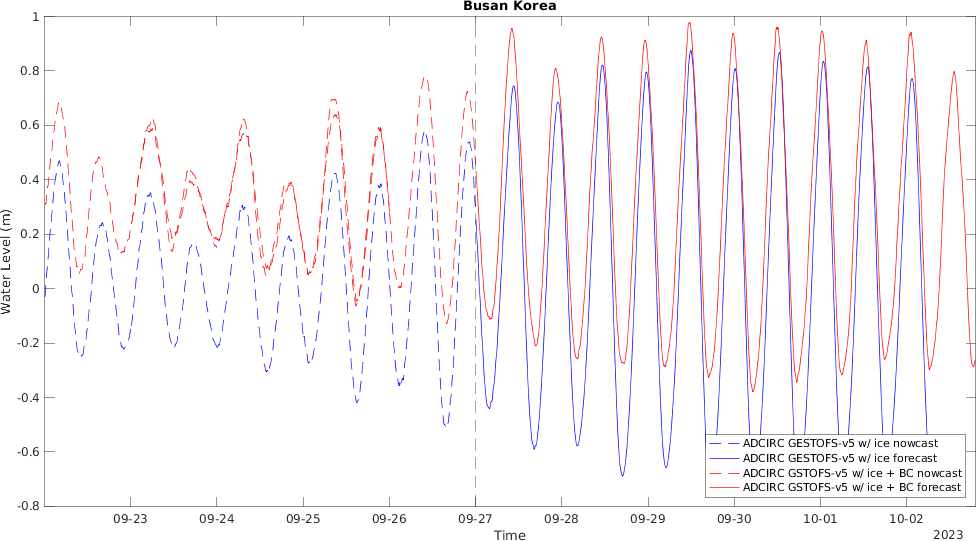 Busan Korea
Water Level (m)
1
0.8
0.6
0.4
0.2
0
-0.2
-0.4
-0.6
-0.8
ADCIRC GESTOFS-v5 w/ ice nowcast
ADCIRC GESTOFS-v5 w/ ice forecast
ADCIRC GSTOFS-v5 w/ ice + BC nowcast
ADCIRC GSTOFS-v5 w/ ice + BC forecast
09-23 09-24 09-25 09-26 09-27 09-28 09-29 09-30 10-01 10-02
Time
2023